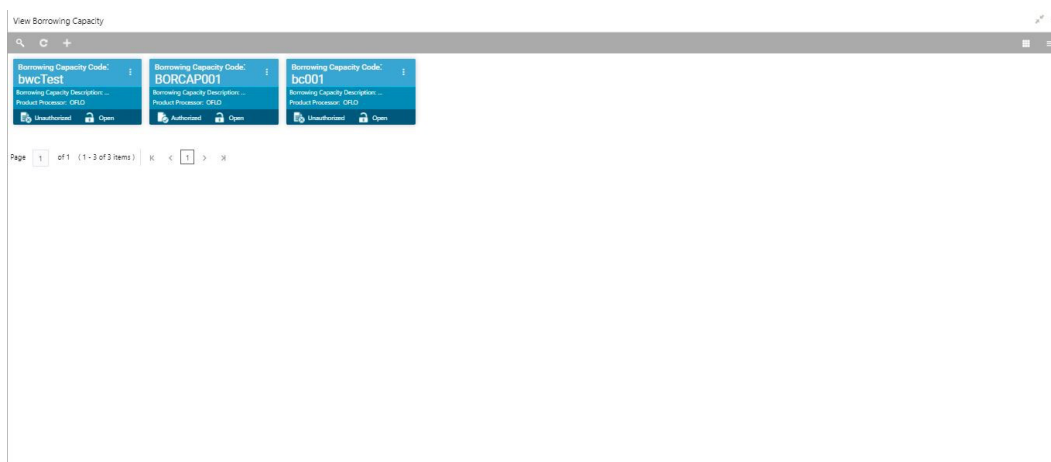 View Borrowing Capacity
Borrowing Capacity Code:
bwcTest
Borrowing Capacity Description: ...
Product Processor: OFLO
Unauthorized Open
Borrowing Capacity Code:
BORCAP001
Borrowing Capacity Description: ...
Product Processor: OFLO
Authorized Open
Borrowing Capacity Code:
bc001
Borrowing Capacity Description: ...
Product Processor: OFLO
Unauthorized Open
Page 1 of 1 (1 - 3 of 3 items) 1